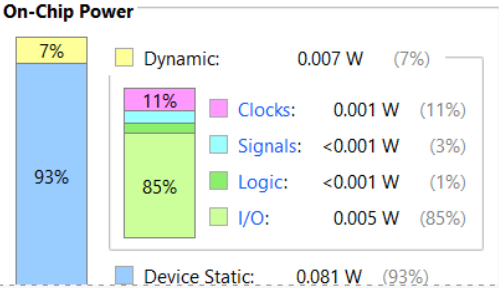 On-Chip Power
7%
Dynamic: 0.007 W (7%)
11%
Clocks: 0.001 W (11%)
Signals: <0.001 W (3%)
93%
Logic: <0.001 W (1%)
85%
I/O: 0.005 W (85%)
Device Static: 0.081 W (93%)